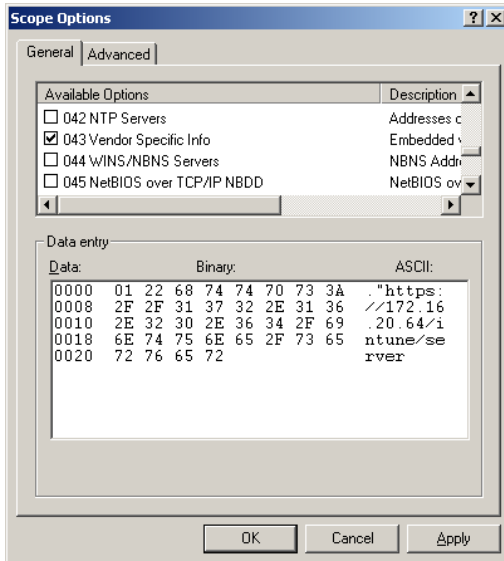 Scope Options
General Advanced
Available Options Description
042 NTP Servers Addresses c
043 Vendor Specific Info Embedded v
044 WINS/NBNS Servers NBNS Addr
045 NetBIOS over TCP/IP NBDD NetBIOS ov
Data entry
Data: Binary: ASCII:
0000 01 22 68 74 74 70 73 3A ."https:
0008 2F 2F 31 37 32 2E 31 36 //172.16
0010 2E 32 30 2E 36 34 2F 69 .20.64/i
0018 6E 74 75 6E 65 2F 73 65 ntune/se
0020 72 76 65 72 rver
OK Cancel Apply